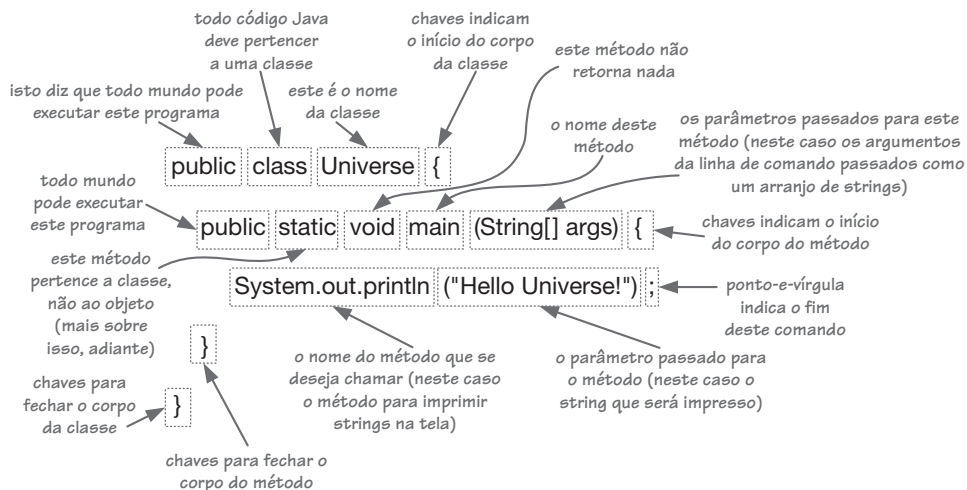 todo código Java
deve pertencer
a uma classe
chaves indicam
o início do corpo
da classe
este método não
retorna nada
isto diz que todo mundo pode
executar este programa
este é o nome
da classe
o nome deste
método
os parâmetros passados para este
método (neste caso os argumentos
da linha de comando passados como
um arranjo de strings)
public class Universe {
todo mundo
pode executar
este programa
public static void main (String[] args) {
chaves indicam o início
do corpo do método
este método
pertence a classe,
não ao objeto
(mais sobre
isso, adiante)
System.out.println ("Hello Universe!") ;
ponto-e-vírgula
indica o fim
deste comando
}
o nome do método que se
deseja chamar (neste caso
o método para imprimir
strings na tela)
o parâmetro passado para
o método (neste caso o
string que será impresso)
chaves para
fechar o corpo
da classe
}
chaves para fechar o
corpo do método